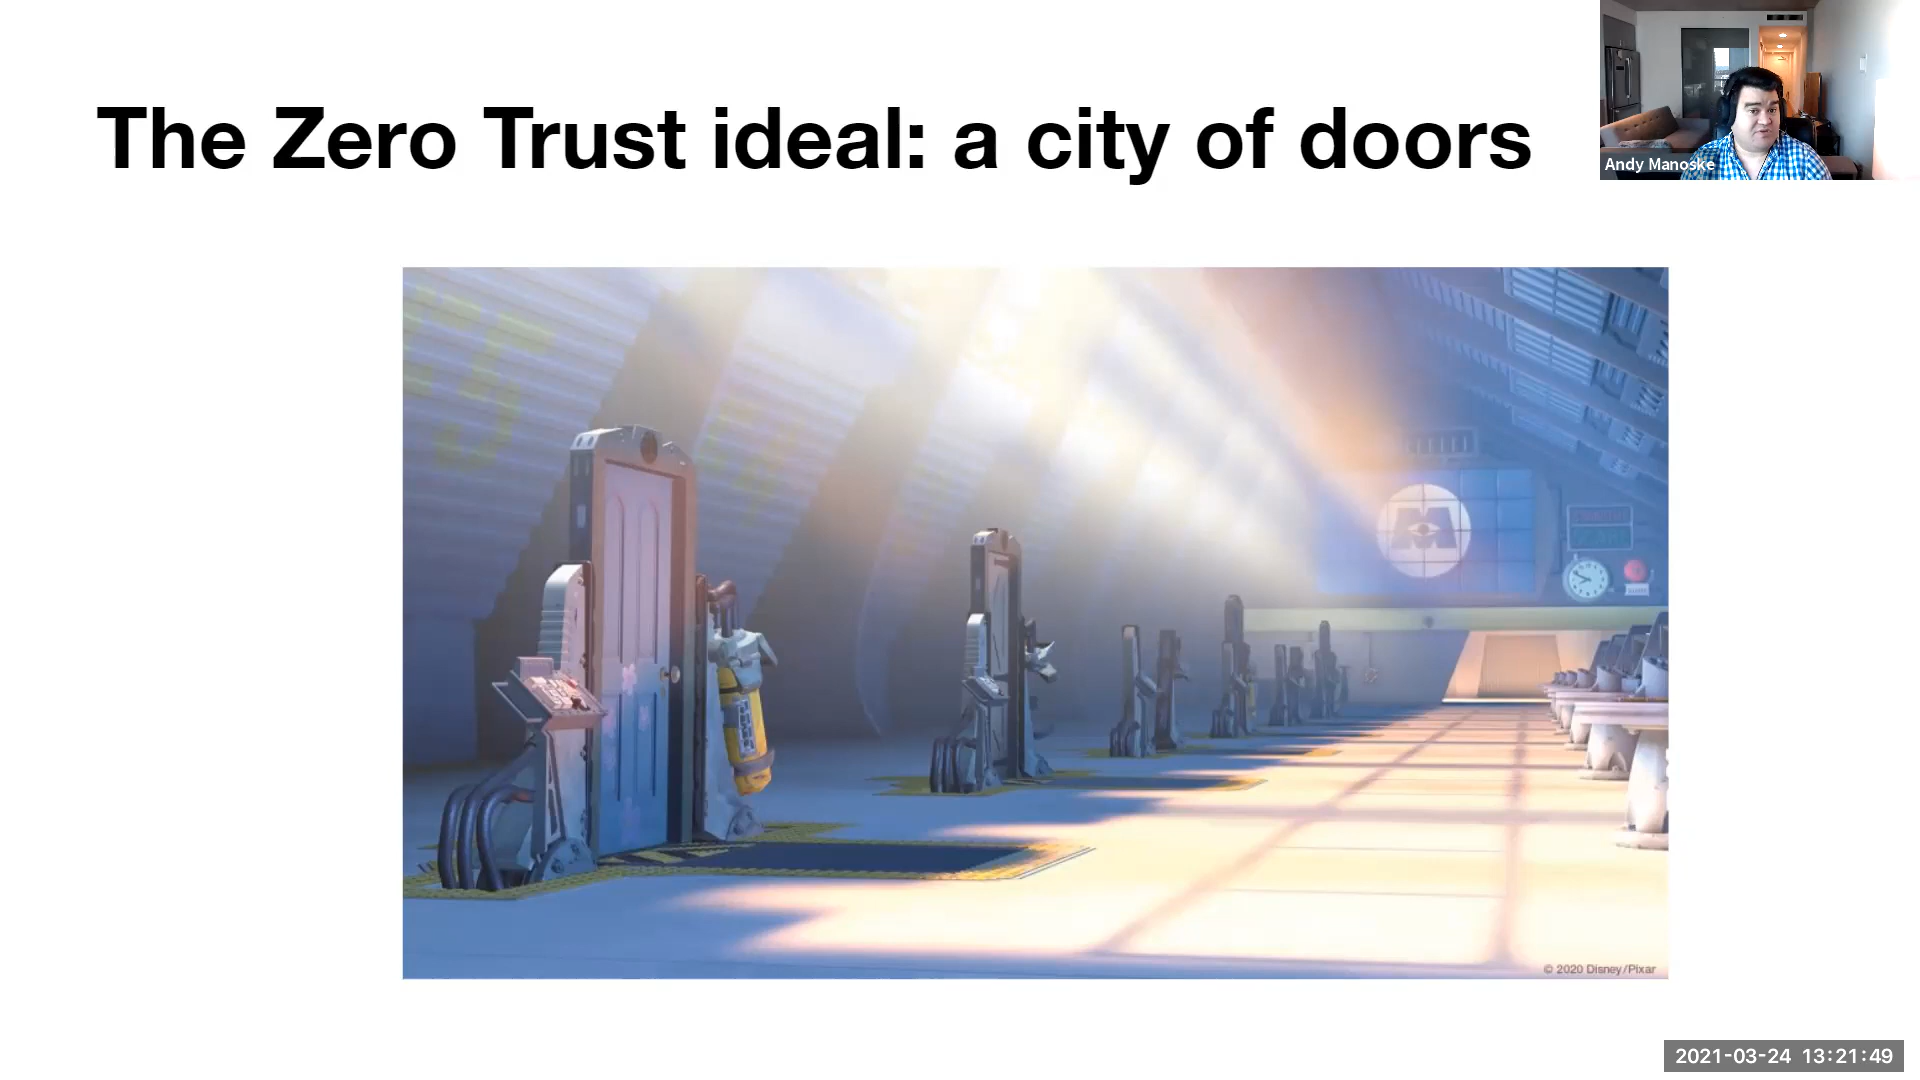 The Zero Trust ideal: a city of doors
Andy Manoske
© 2020 Disney/Pixar
2021-03-24 13:21:49